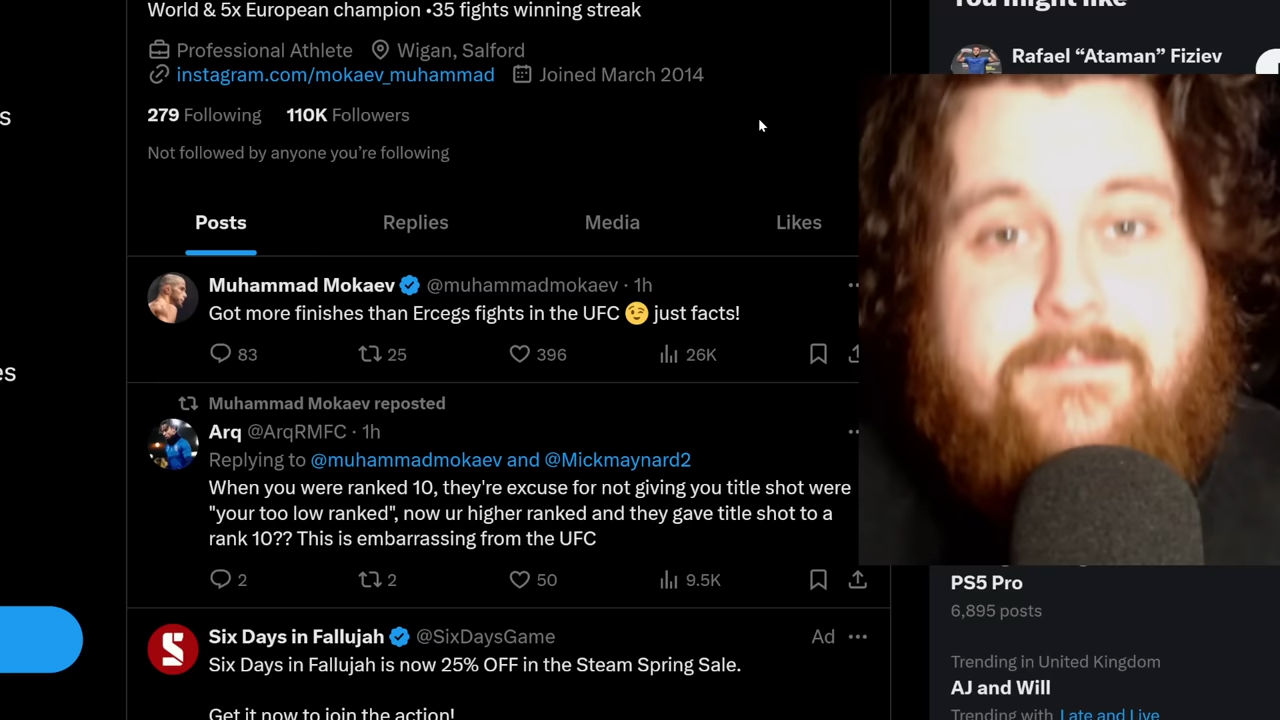 World & 5x European champion •35 fights winning streak
You might like
Professional Athlete Wigan, Salford
Rafael “Ataman” Fiziev
instagram.com/mokaev_muhammad Joined March 2014
279 Following 110K Followers
Not followed by anyone you’re following
s
Posts Replies Media Likes
Muhammad Mokaev @muhammadmokaev · 1h
Got more finishes than Ercegs fights in the UFC 😉 just facts!
83 25 396 26K
es
Muhammad Mokaev reposted
Arq @ArqRMFC · 1h
Replying to @muhammadmokaev and @Mickmaynard2
When you were ranked 10, they're excuse for not giving you title shot were
"your too low ranked", now ur higher ranked and they gave title shot to a
rank 10?? This is embarrassing from the UFC
2 2 50 9.5K
Six Days in Fallujah @SixDaysGame Ad
Six Days in Fallujah is now 25% OFF in the Steam Spring Sale.
Get it now to join the action!
PS5 Pro
6,895 posts
Trending in United Kingdom
AJ and Will
Trending with Late and Live